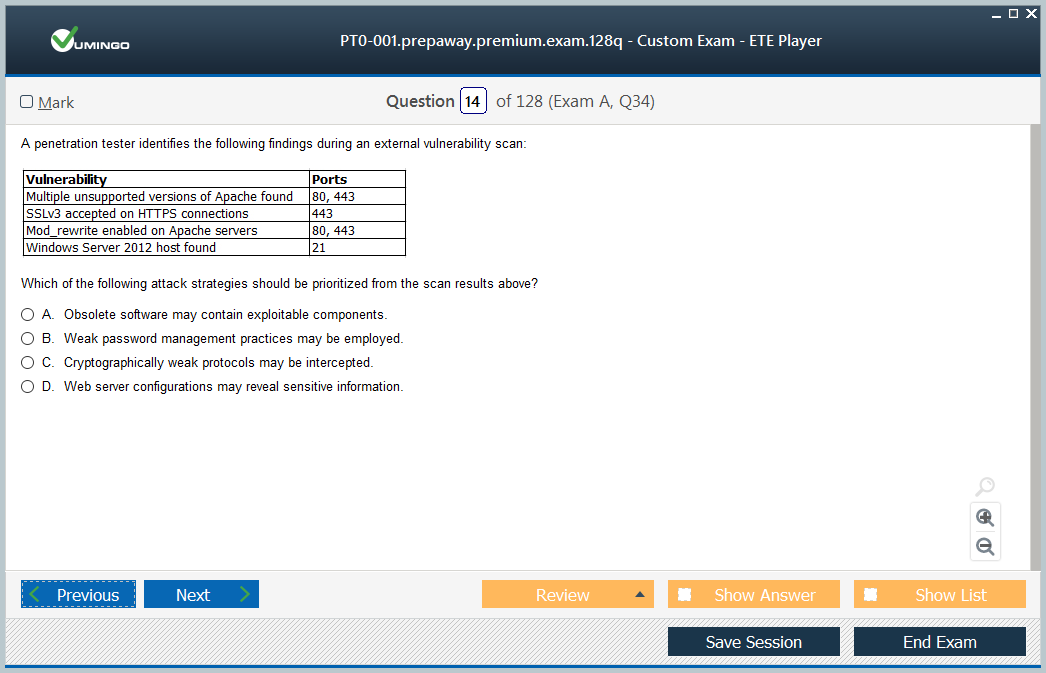 VUMINGO
PT0-001.prepaway.premium.exam.128q - Custom Exam - ETE Player
Mark
Question 14 of 128 (Exam A, Q34)
A penetration tester identifies the following findings during an external vulnerability scan:
Vulnerability Ports
Multiple unsupported versions of Apache found 80, 443
SSLv3 accepted on HTTPS connections 443
Mod_rewrite enabled on Apache servers 80, 443
Windows Server 2012 host found 21
Which of the following attack strategies should be prioritized from the scan results above?
A. Obsolete software may contain exploitable components.
B. Weak password management practices may be employed.
C. Cryptographically weak protocols may be intercepted.
D. Web server configurations may reveal sensitive information.
Previous Next Review Show Answer Show List
Save Session End Exam